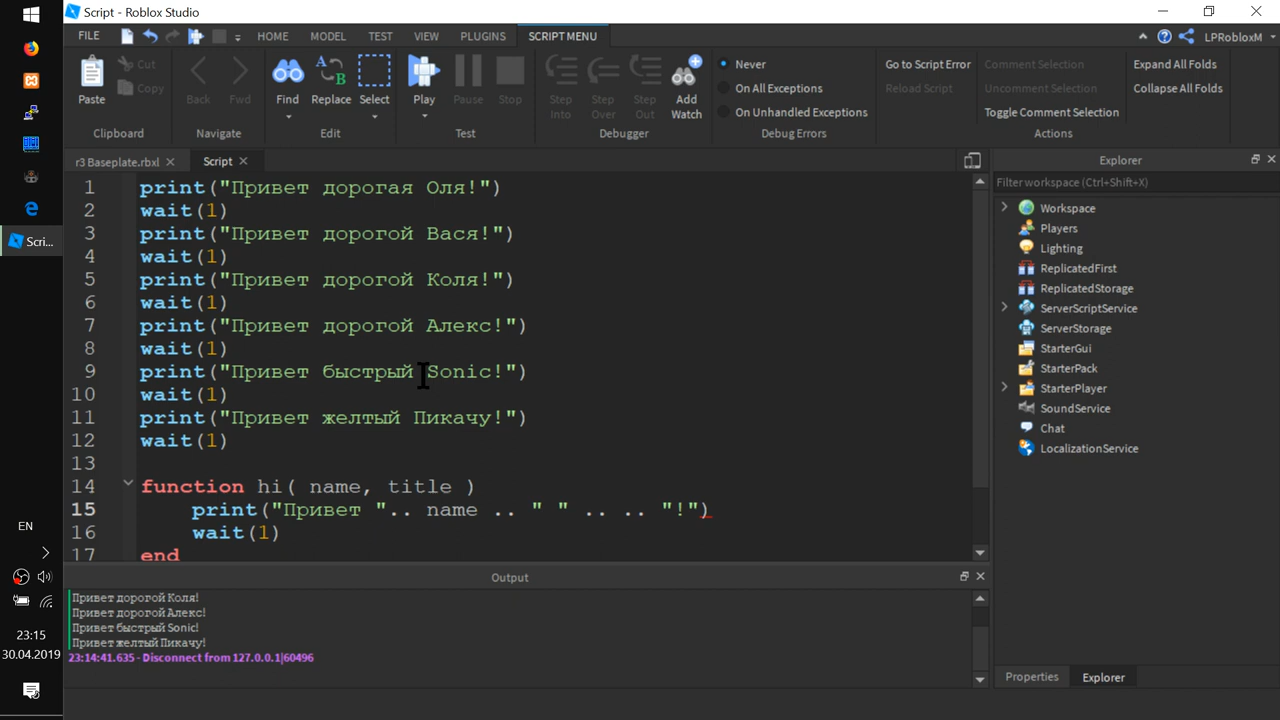 Script - Roblox Studio
FILE HOME MODEL TEST VIEW PLUGINS SCRIPT MENU LPRobloxM
Paste Cut Copy Back Fwd Find Replace Select Play Pause Stop Step Into Step Over Step Out Add Watch
Never Go to Script Error Comment Selection Expand All Folds
On All Exceptions Reload Script Uncomment Selection Collapse All Folds
On Unhandled Exceptions Toggle Comment Selection
Clipboard Navigate Edit Test Debugger Debug Errors Actions
r3 Baseplate.rbxl Script
1 print("Привет дорогая Оля!")
2 wait(1)
3 print("Привет дорогой Вася!")
4 wait(1)
5 print("Привет дорогой Коля!")
6 wait(1)
7 print("Привет дорогой Алекс!")
8 wait(1)
9 print("Привет быстрый Sonic!")
10 wait(1)
11 print("Привет желтый Пикачу!")
12 wait(1)
13
14 function hi( name, title )
15 print("Привет ".. name .. " " .. .. "!")
16 wait(1)
17 end
Output
Привет дорогой Коля!
Привет дорогой Алекс!
Привет быстрый Sonic!
Привет желтый Пикачу!
23:14:41.635 - Disconnect from 127.0.0.1|60496
Explorer
Filter workspace (Ctrl+Shift+X)
Workspace
Players
Lighting
ReplicatedFirst
ReplicatedStorage
ServerScriptService
ServerStorage
StarterGui
StarterPack
StarterPlayer
SoundService
Chat
LocalizationService
Properties Explorer
Scri...
EN
23:15
30.04.2019